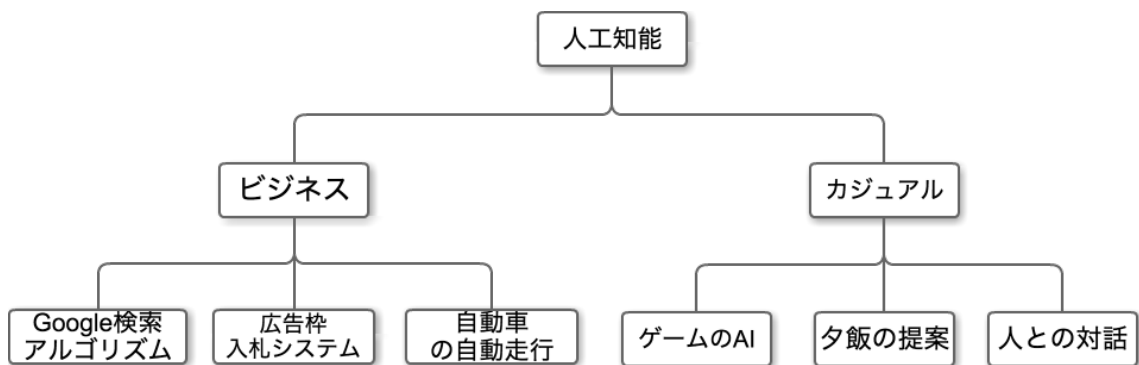 人工知能
ビジネス
カジュアル
Google検索
アルゴリズム
広告枠
入札システム
自動車
の自動走行
ゲームのAI
夕飯の提案
人との対話